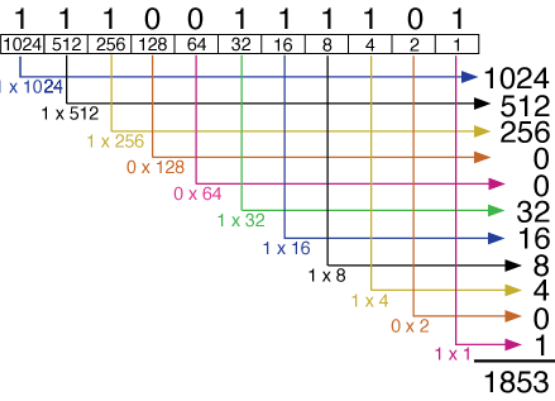 1 1 1 0 0 1 1 1 1 0 1
1024 512 256 128 64 32 16 8 4 2 1
1 x 1024 1024
1 x 512 512
1 x 256 256
0 x 128 0
0 x 64 0
1 x 32 32
1 x 16 16
1 x 8 8
1 x 4 4
0 x 2 0
1 x 1 1
1853